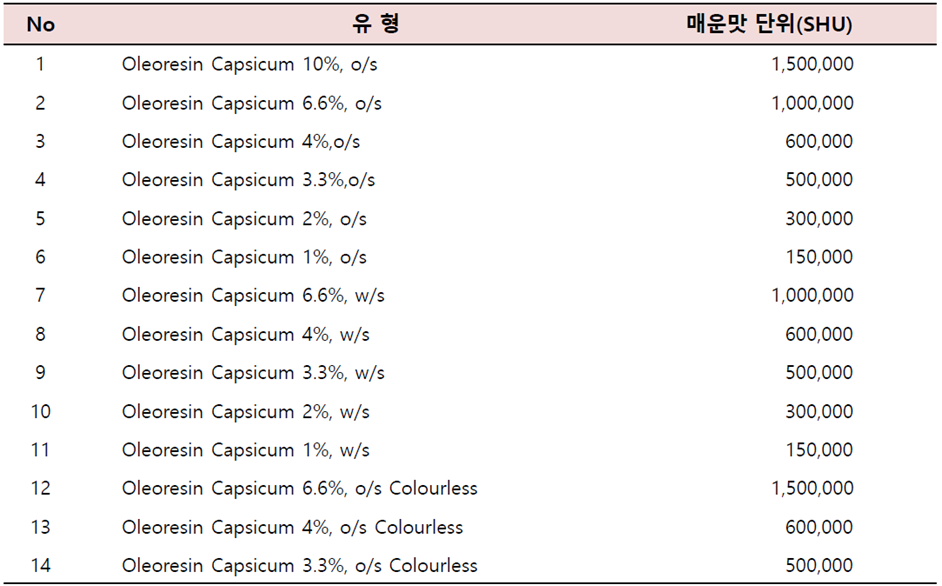 No 유 형 매운맛 단위(SHU)
1 Oleoresin Capsicum 10%, o/s 1,500,000
2 Oleoresin Capsicum 6.6%, o/s 1,000,000
3 Oleoresin Capsicum 4%,o/s 600,000
4 Oleoresin Capsicum 3.3%,o/s 500,000
5 Oleoresin Capsicum 2%, o/s 300,000
6 Oleoresin Capsicum 1%, o/s 150,000
7 Oleoresin Capsicum 6.6%, w/s 1,000,000
8 Oleoresin Capsicum 4%, w/s 600,000
9 Oleoresin Capsicum 3.3%, w/s 500,000
10 Oleoresin Capsicum 2%, w/s 300,000
11 Oleoresin Capsicum 1%, w/s 150,000
12 Oleoresin Capsicum 6.6%, o/s Colourless 1,500,000
13 Oleoresin Capsicum 4%, o/s Colourless 600,000
14 Oleoresin Capsicum 3.3%, o/s Colourless 500,000